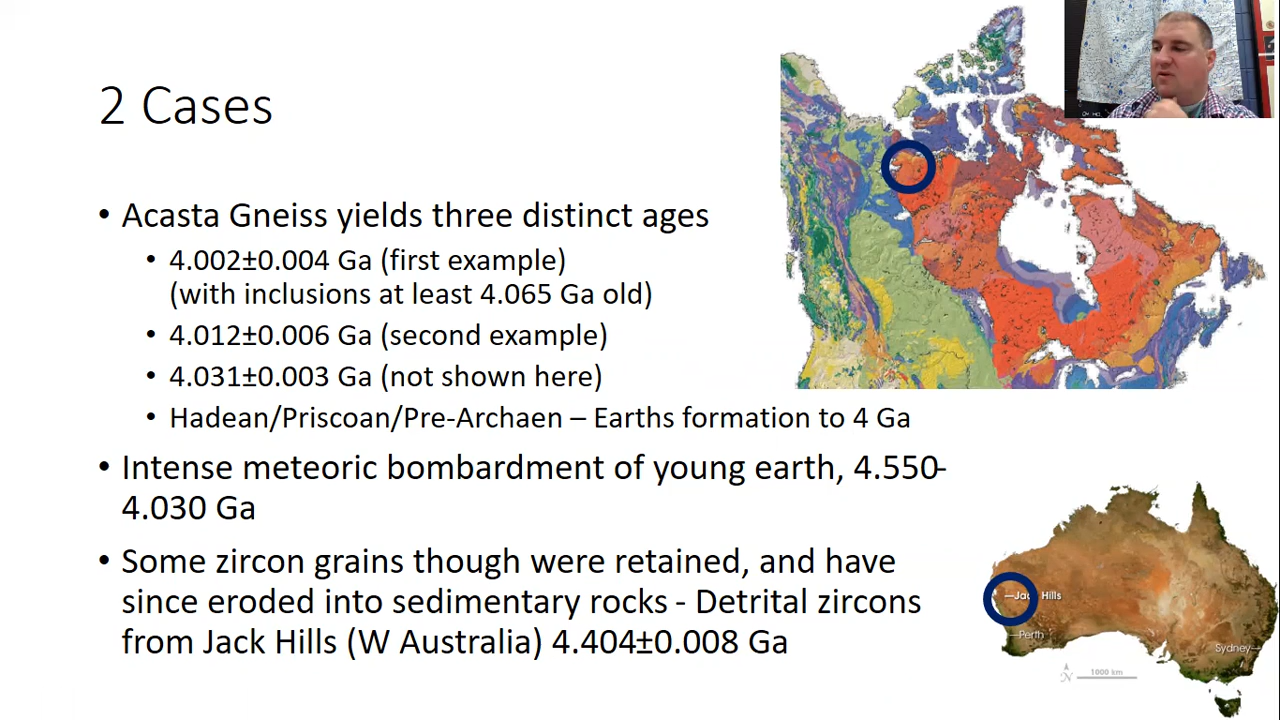 2 Cases
• Acasta Gneiss yields three distinct ages
• 4.002±0.004 Ga (first example)
(with inclusions at least 4.065 Ga old)
• 4.012±0.006 Ga (second example)
• 4.031±0.003 Ga (not shown here)
• Hadean/Priscoan/Pre-Archaen – Earths formation to 4 Ga
• Intense meteoric bombardment of young earth, 4.550-
4.030 Ga
• Some zircon grains though were retained, and have
since eroded into sedimentary rocks - Detrital zircons
from Jack Hills (W Australia) 4.404±0.008 Ga
Jack Hills
Perth
Sydney
N
1000 km